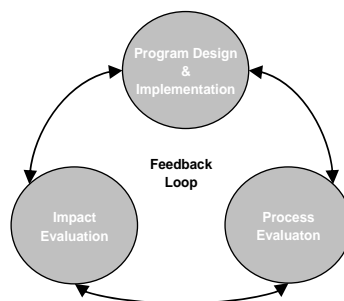 Program Design
&
Implementation
Feedback
Loop
Impact
Evaluation
Process
Evaluaton